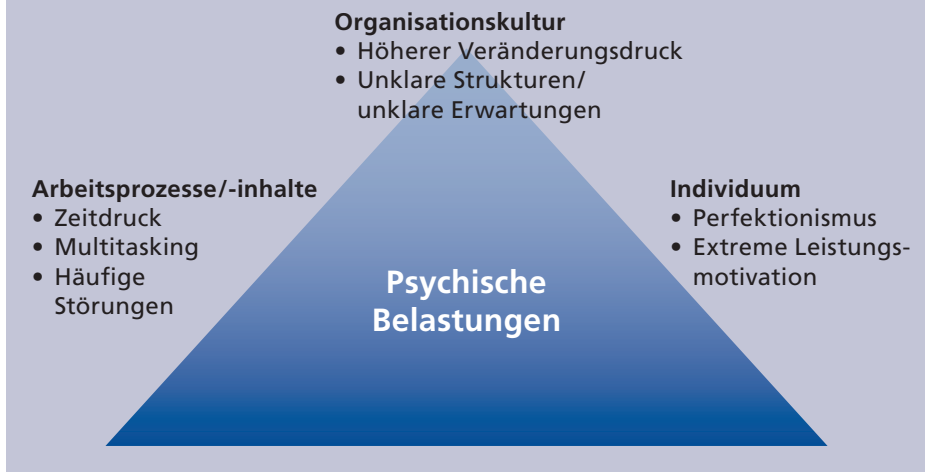 Organisationskultur
• Höherer Veränderungsdruck
• Unklare Strukturen/
unklare Erwartungen
Arbeitsprozesse/-inhalte
• Zeitdruck
• Multitasking
• Häufige
Störungen
Individuum
• Perfektionismus
• Extreme Leistungs-
motivation
Psychische
Belastungen